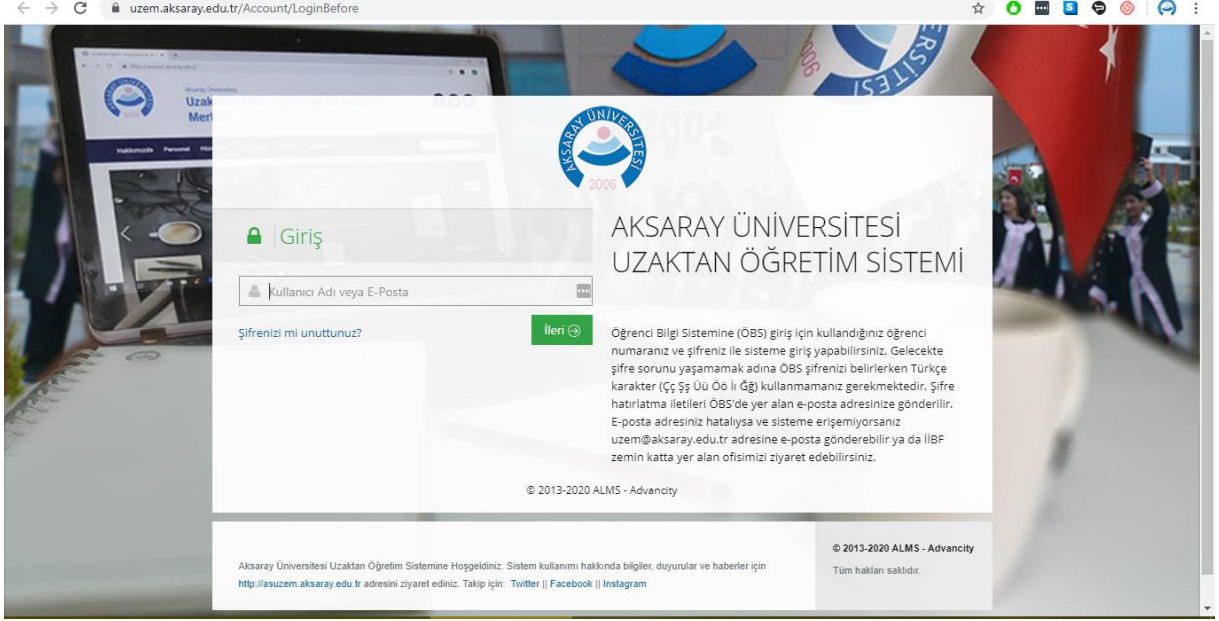 uzem.aksaray.edu.tr/Account/LoginBefore
Aksaray Üniversitesi
Uzak
Mer
Hakkımızda Personel
AKSARAY ÜNİVERSİTESİ
2006
Giriş
Kullanıcı Adı veya E-Posta
Şifrenizi mi unuttunuz?
İleri
AKSARAY ÜNİVERSİTESİ
UZAKTAN ÖĞRETİM SİSTEMİ
Öğrenci Bilgi Sistemine (ÖBS) giriş için kullandığınız öğrenci
numaranız ve şifreniz ile sisteme giriş yapabilirsiniz. Gelecekte
şifre sorunu yaşamamak adına ÖBS şifrenizi belirlerken Türkçe
karakter (Çç Şş Üü Öö İı Ğğ) kullanmamanız gerekmektedir. Şifre
hatırlatma iletileri ÖBS'de yer alan e-posta adresinize gönderilir.
E-posta adresiniz hatalıysa ve sisteme erişemiyorsanız
uzem@aksaray.edu.tr adresine e-posta gönderebilir ya da İİBF
zemin katta yer alan ofisimizi ziyaret edebilirsiniz.
© 2013-2020 ALMS - Advancity
Aksaray Üniversitesi Uzaktan Öğretim Sistemine Hoşgeldiniz. Sistem kullanımı hakkında bilgiler, duyurular ve haberler için
http://asuzem.aksaray.edu.tr adresini ziyaret ediniz. Takip için: Twitter || Facebook || Instagram
© 2013-2020 ALMS - Advancity
Tüm hakları saklıdır.